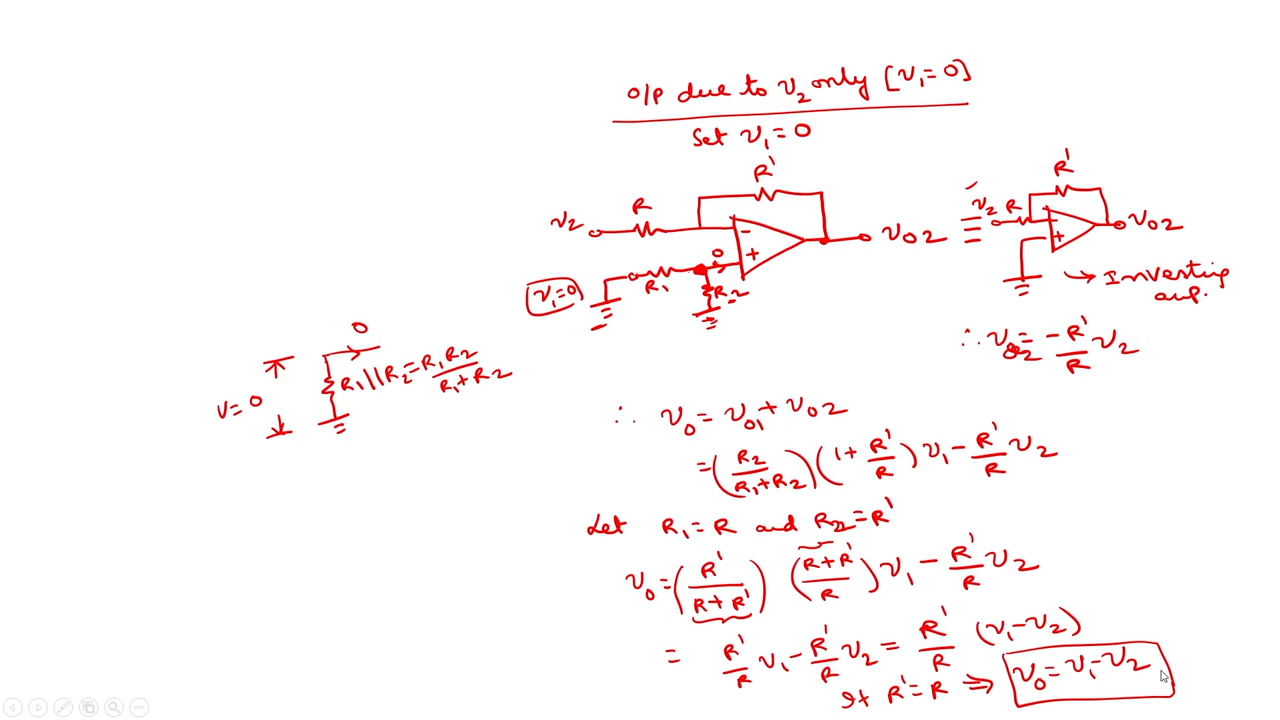 o/p due to v₂ only [v₁ = 0]
Set v₁ = 0
R'
R
v₂
-
+
0
v₀2
R₁
R₂
v₁=0
≡
R'
v₂ R
-
+
v₀2
→ Inverting
amp.
∴ v₀2 = -R'/R v₂
0
R₁||R₂ = R₁R₂/(R₁+R₂)
V=0
∴ v₀ = v₀₁ + v₀2
= (R₂/(R₁+R₂)) (1 + R'/R) v₁ - R'/R v₂
Let R₁ = R and R₂ = R'
v₀ = (R'/(R+R')) ((R+R')/R) v₁ - R'/R v₂
= R'/R v₁ - R'/R v₂ = R'/R (v₁-v₂)
If R' = R ⇒ v₀ = v₁-v₂